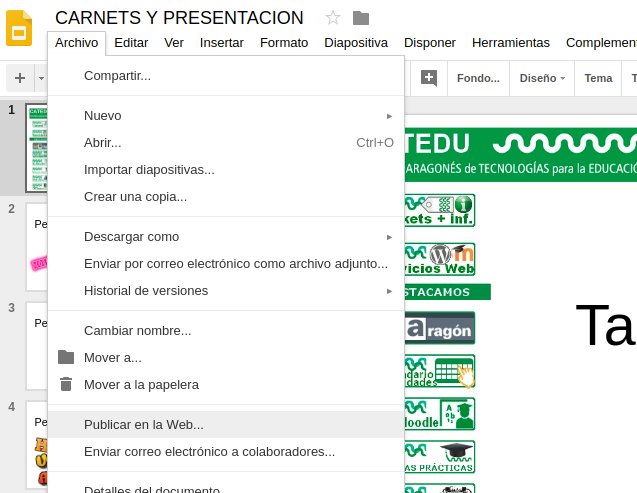 CARNETS Y PRESENTACION
Archivo Editar Ver Insertar Formato Diapositiva Disponer Herramientas Complement
Fondo... Diseño Tema T
Compartir...
Nuevo
Abrir... Ctrl+O
Importar diapositivas...
Crear una copia...
Descargar como
Enviar por correo electrónico como archivo adjunto...
Historial de versiones
Cambiar nombre...
Mover a...
Mover a la papelera
Publicar en la Web...
Enviar correo electrónico a colaboradores...
Detalles del documento
1
2
Pe
3
Pe
4
Pe
TEDU
ARAGONÉS de TECNOLOGÍAS para la EDUCACIÓ
kets + inf.
vicios Web
STACAMOS
aragón
ndario
dades
oodle
AS PRÁCTICAS
Ta